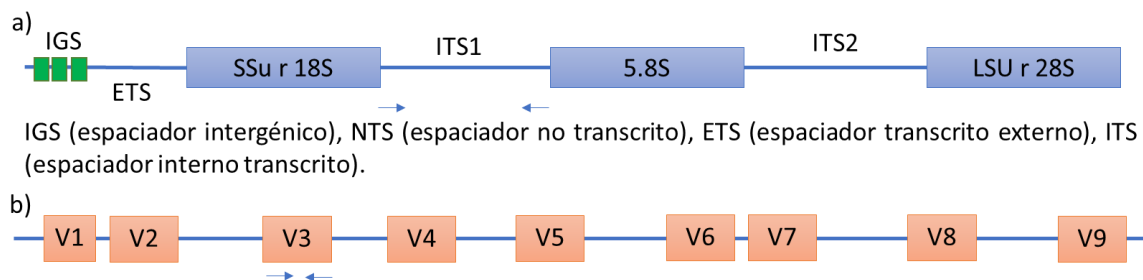 a)
IGS
ITS1
ITS2
SSu r 18S
5.8S
LSU r 28S
ETS
IGS (espaciador intergénico), NTS (espaciador no transcrito), ETS (espaciador transcrito externo), ITS
(espaciador interno transcrito).
b)
V1 V2 V3 V4 V5 V6 V7 V8 V9